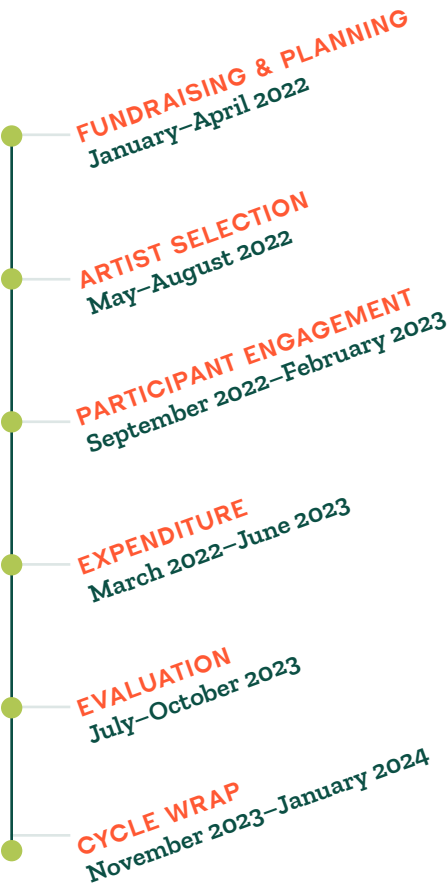 FUNDRAISING & PLANNING
January–April 2022
ARTIST SELECTION
May–August 2022
PARTICIPANT ENGAGEMENT
September 2022–February 2023
EXPENDITURE
March 2022–June 2023
EVALUATION
July–October 2023
CYCLE WRAP
November 2023–January 2024